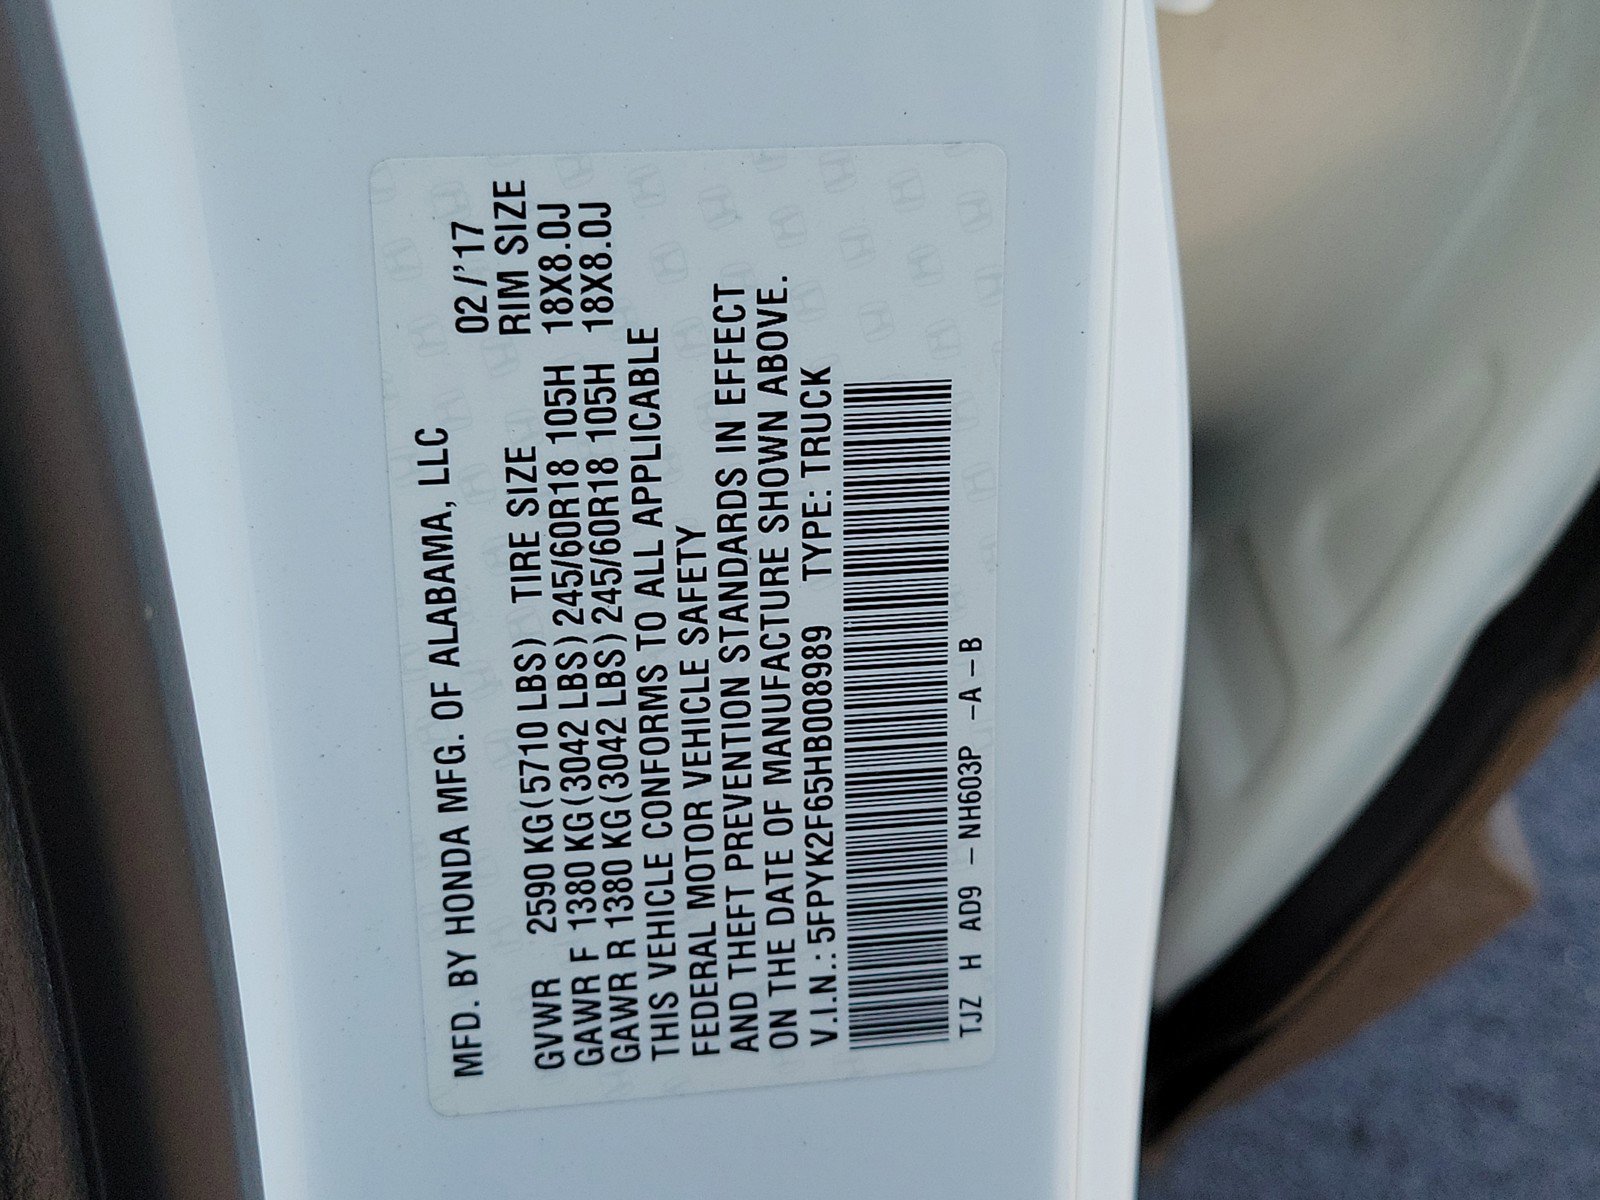 MFD. BY HONDA MFG. OF ALABAMA, LLC 02/'17
GVWR 2590 KG (5710 LBS) TIRE SIZE RIM SIZE
GAWR F 1380 KG (3042 LBS) 245/60R18 105H 18X8.0J
GAWR R 1380 KG (3042 LBS) 245/60R18 105H 18X8.0J
THIS VEHICLE CONFORMS TO ALL APPLICABLE
FEDERAL MOTOR VEHICLE SAFETY
AND THEFT PREVENTION STANDARDS IN EFFECT
ON THE DATE OF MANUFACTURE SHOWN ABOVE.
V.I.N.: 5FPYK2F65HB008989 TYPE: TRUCK
TJZ H AD9 – NH603P – A – B